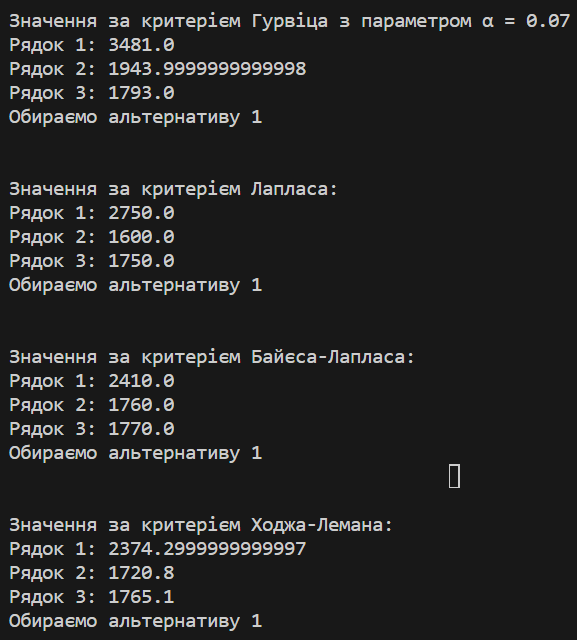 Значення за критерієм Гурвіца з параметром α = 0.07
Рядок 1: 3481.0
Рядок 2: 1943.9999999999998
Рядок 3: 1793.0
Обираємо альтернативу 1
Значення за критерієм Лапласа:
Рядок 1: 2750.0
Рядок 2: 1600.0
Рядок 3: 1750.0
Обираємо альтернативу 1
Значення за критерієм Байєса-Лапласа:
Рядок 1: 2410.0
Рядок 2: 1760.0
Рядок 3: 1770.0
Обираємо альтернативу 1
Значення за критерієм Ходжа-Лемана:
Рядок 1: 2374.2999999999997
Рядок 2: 1720.8
Рядок 3: 1765.1
Обираємо альтернативу 1